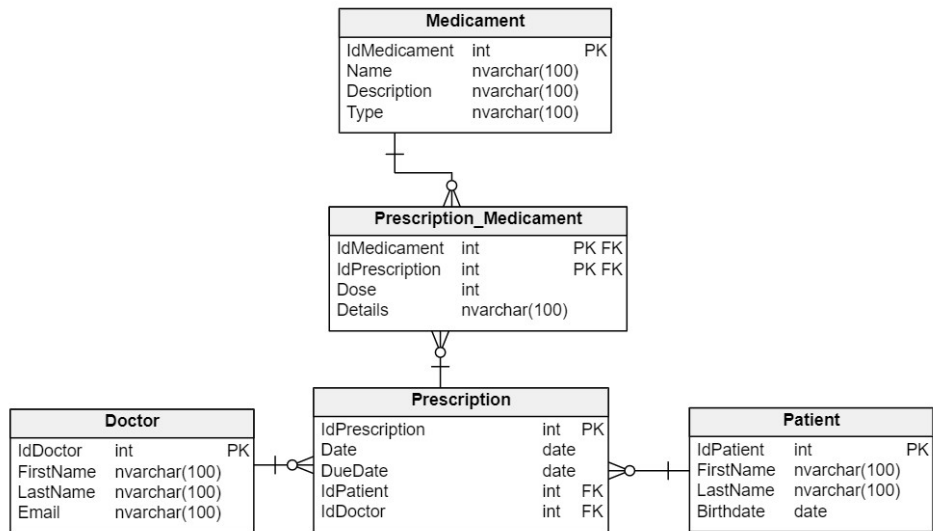 Medicament
IdMedicament int PK
Name nvarchar(100)
Description nvarchar(100)
Type nvarchar(100)
Prescription_Medicament
IdMedicament int PK FK
IdPrescription int PK FK
Dose int
Details nvarchar(100)
Doctor
IdDoctor int PK
FirstName nvarchar(100)
LastName nvarchar(100)
Email nvarchar(100)
Prescription
IdPrescription int PK
Date date
DueDate date
IdPatient int FK
IdDoctor int FK
Patient
IdPatient int PK
FirstName nvarchar(100)
LastName nvarchar(100)
Birthdate date